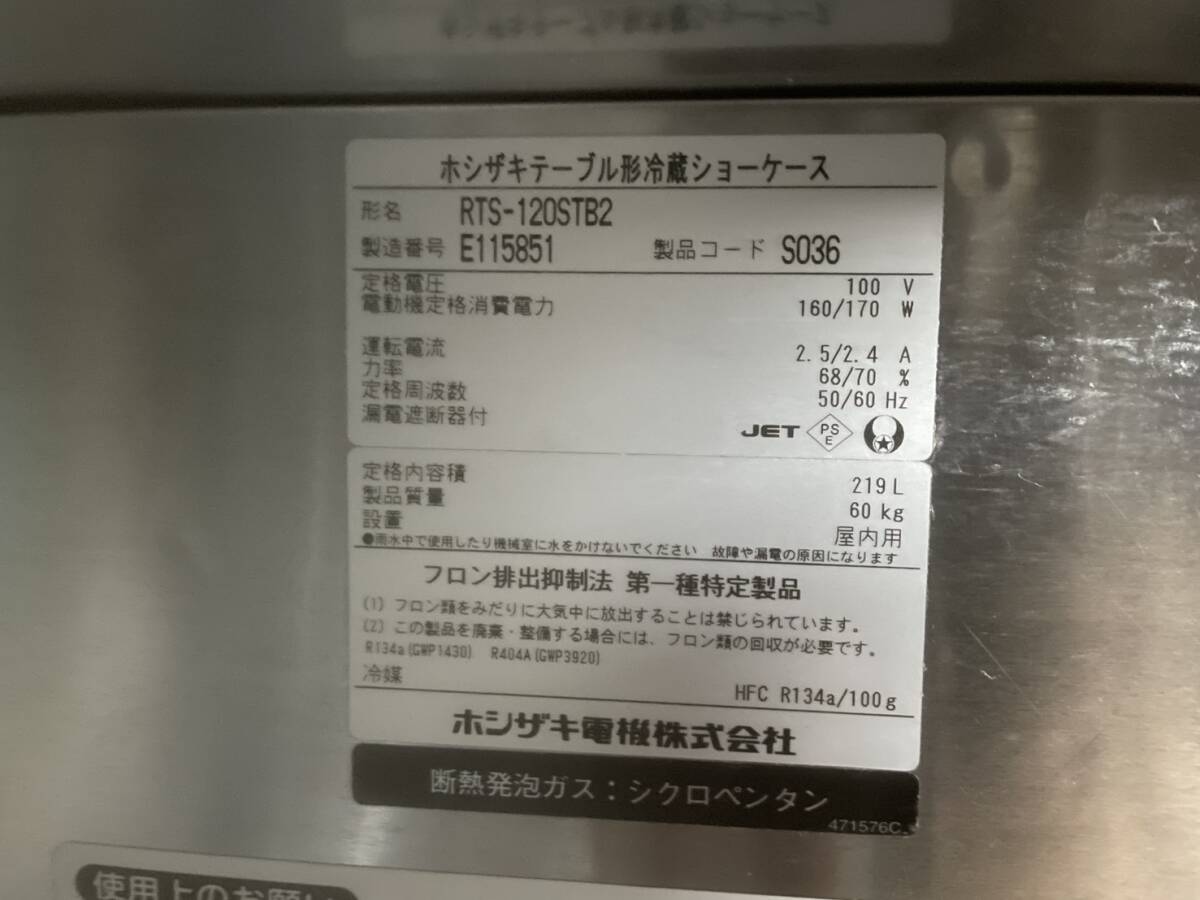 ホシザキテーブル形冷蔵ショーケース
形名 RTS-120STB2
製造番号 E115851 製品コード S036
定格電圧 100 V
電動機定格消費電力 160/170 W
運転電流 2.5/2.4 A
力率 68/70 %
定格周波数 50/60 Hz
漏電遮断器付
JET PS E
定格内容積 219 L
製品質量 60 kg
設置 屋内用
●雨水中で使用したり機械室に水をかけないでください 故障や漏電の原因になります
フロン排出抑制法 第一種特定製品
(1) フロン類をみだりに大気中に放出することは禁じられています。
(2) この製品を廃棄・整備する場合には、フロン類の回収が必要です。
R134a(GWP1430) R404A(GWP3920)
冷媒 HFC R134a/100g
ホシザキ電機株式会社
断熱発泡ガス：シクロペンタン
471576C
使用上のお願い